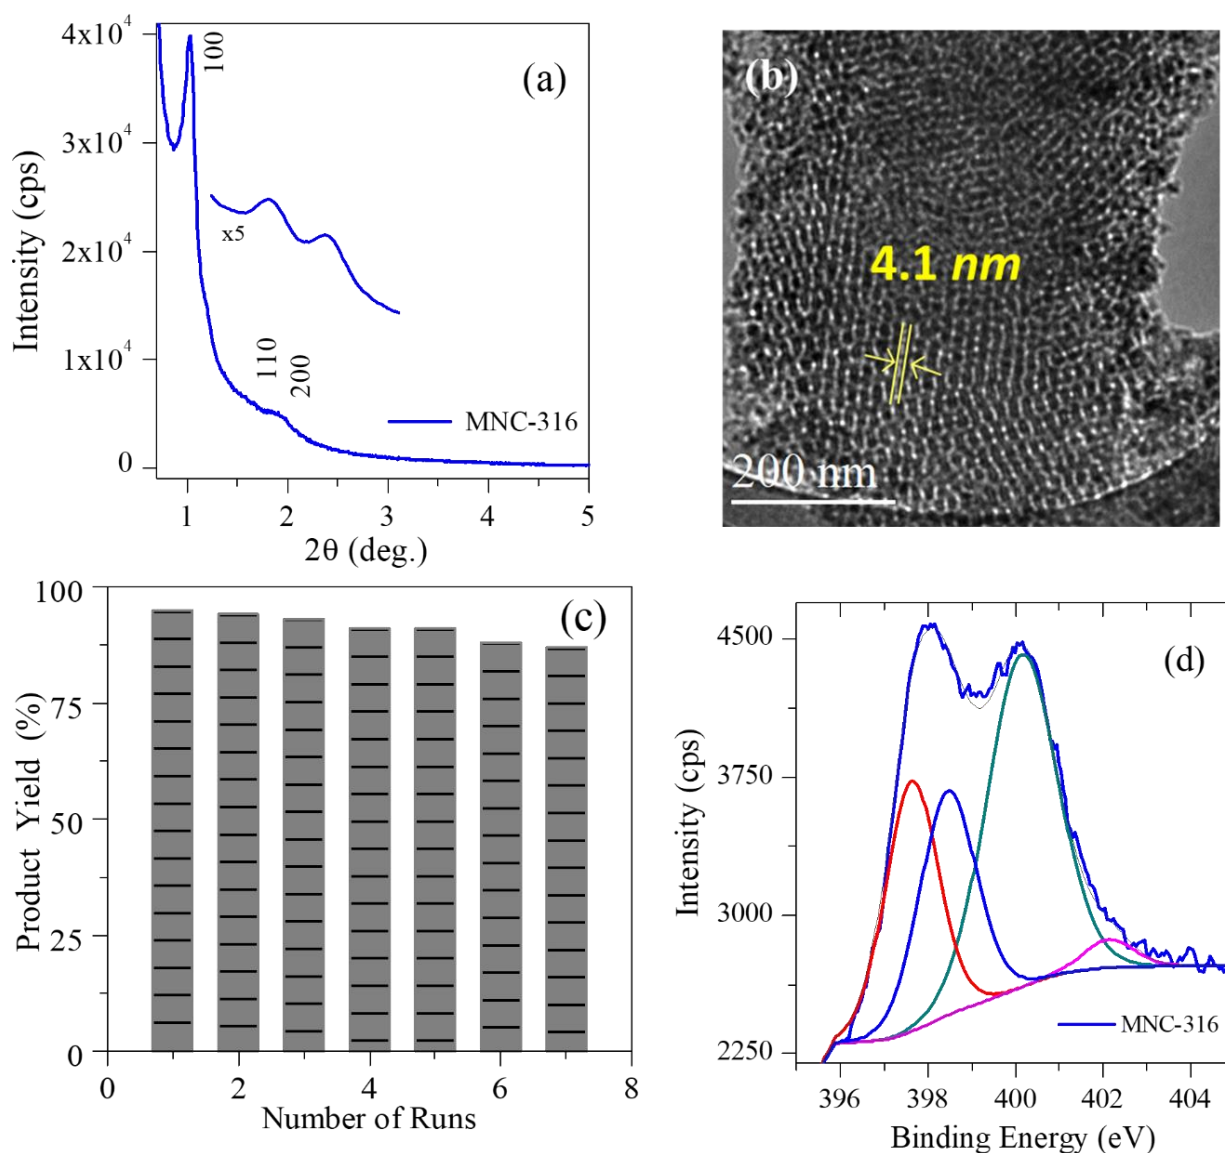 (a)
4x10⁴
3x10⁴
2x10⁴
1x10⁴
0
Intensity (cps)
100
x5
110
200
MNC-316
1 2 3 4 5
2θ (deg.)
(b)
4.1 nm
200 nm
(c)
100
75
50
25
0
Product Yield (%)
0 2 4 6 8
Number of Runs
(d)
4500
3750
3000
2250
Intensity (cps)
MNC-316
396 398 400 402 404
Binding Energy (eV)